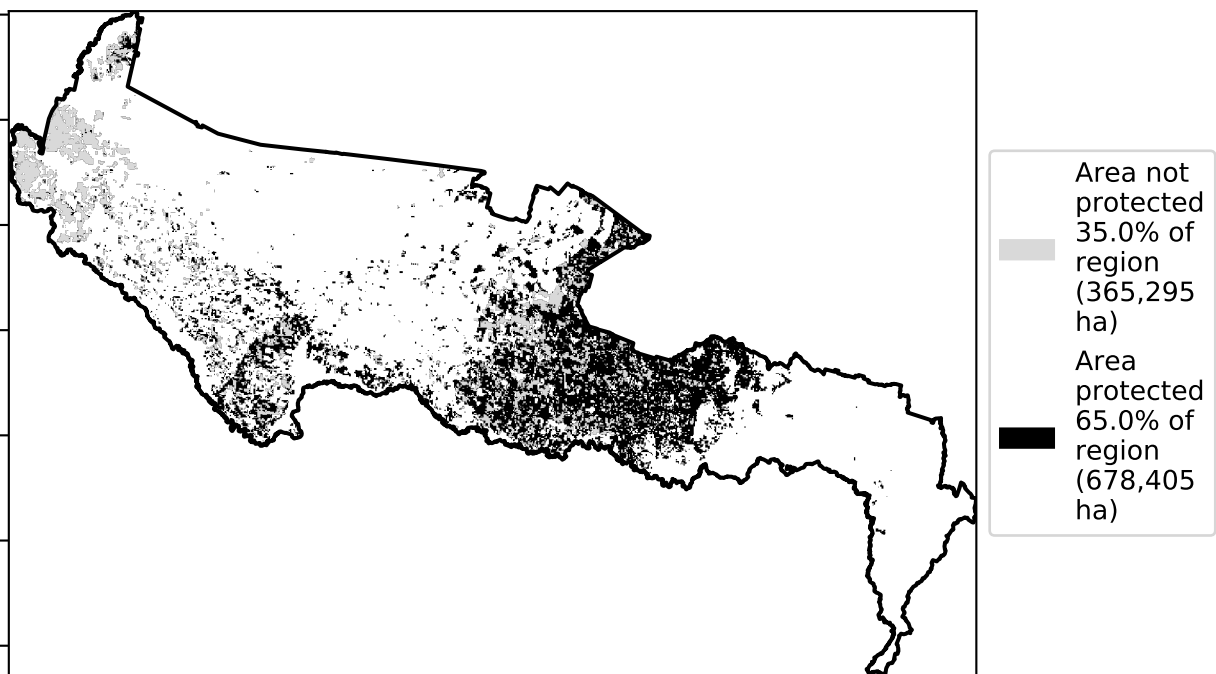 Area not
protected
35.0% of
region
(365,295
ha)
Area
protected
65.0% of
region
(678,405
ha)